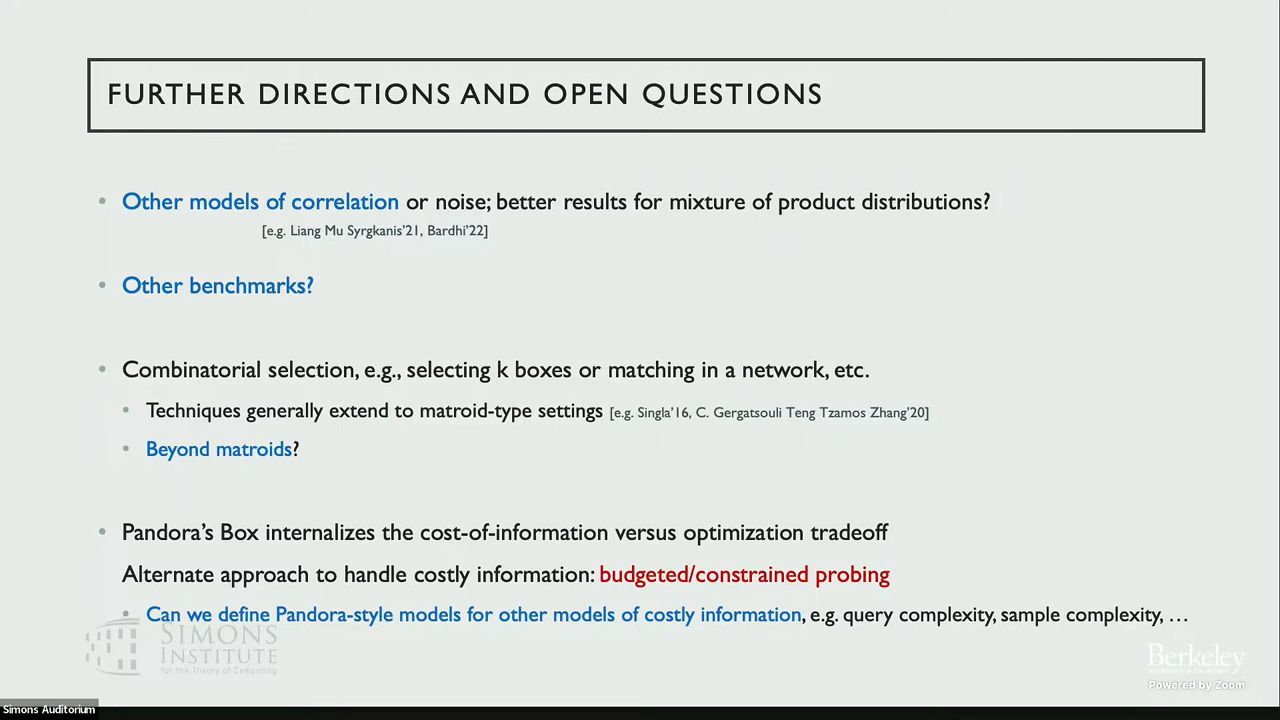 FURTHER DIRECTIONS AND OPEN QUESTIONS
• Other models of correlation or noise; better results for mixture of product distributions?
[e.g. Liang Mu Syrgkanis'21, Bardhi'22]
• Other benchmarks?
• Combinatorial selection, e.g., selecting k boxes or matching in a network, etc.
• Techniques generally extend to matroid-type settings [e.g. Singla'16, C. Gergatsouli Teng Tzamos Zhang'20]
• Beyond matroids?
• Pandora's Box internalizes the cost-of-information versus optimization tradeoff
Alternate approach to handle costly information: budgeted/constrained probing
• Can we define Pandora-style models for other models of costly information, e.g. query complexity, sample complexity, …
SIMONS
INSTITUTE
for the Theory of Computing
Berkeley
Powered by Zoom
Simons Auditorium